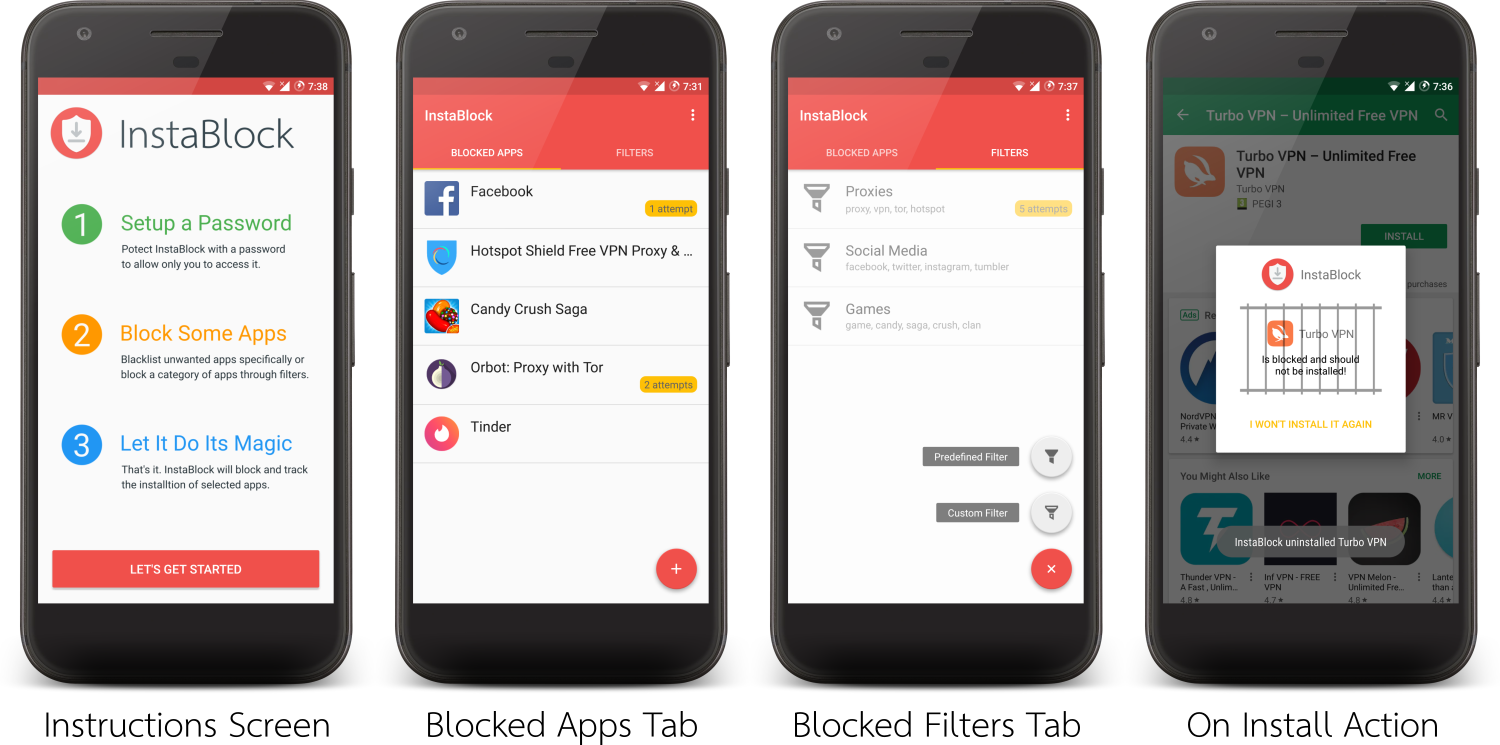 7:38
InstaBlock
1
Setup a Password
Potect InstaBlock with a password
to allow only you to access it.
2
Block Some Apps
Blacklist unwanted apps specifically or
block a category of apps through filters.
3
Let It Do Its Magic
That's it. InstaBlock will block and track
the installtion of selected apps.
LET'S GET STARTED
Instructions Screen
7:31
InstaBlock
BLOCKED APPS
FILTERS
Facebook
1 attempt
Hotspot Shield Free VPN Proxy & ...
Candy Crush Saga
Orbot: Proxy with Tor
2 attempts
Tinder
Blocked Apps Tab
7:37
InstaBlock
BLOCKED APPS
FILTERS
Proxies
proxy, vpn, tor, hotspot
5 attempts
Social Media
facebook, twitter, instagram, tumbler
Games
game, candy, saga, crush, clan
Predefined Filter
Custom Filter
Blocked Filters Tab
7:36
Turbo VPN – Unlimited Free VPN
Turbo VPN – Unlimited Free
VPN
Turbo VPN
PEGI 3
INSTALL
purchases
Ads Re
InstaBlock
Turbo VPN
Is blocked and should
not be installed!
I WON'T INSTALL IT AGAIN
NordVPN
Private W
4.4
MR V
4.0
You Might Also Like
MORE
InstaBlock uninstalled Turbo VPN
Thunder VPN -
A Fast , Unlim...
4.8
Inf VPN - FREE
VPN
4.7
VPN Melon -
Unlimited Fre...
4.8
Lante
than a
4.4
On Install Action